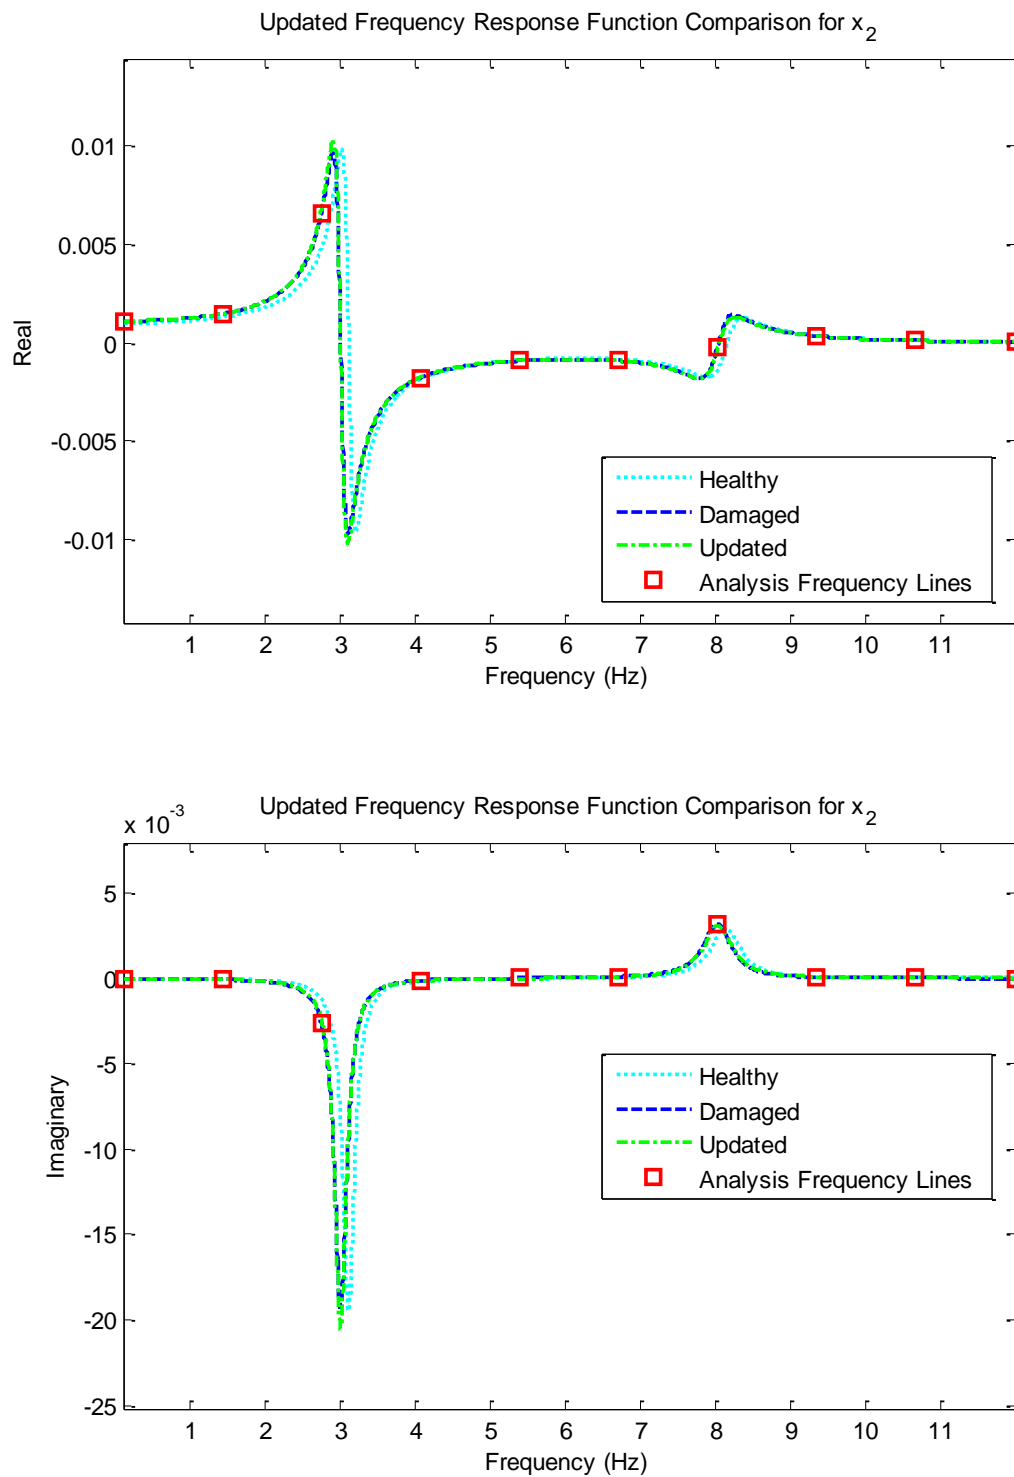 Updated Frequency Response Function Comparison for x2
0.01
0.005
0
-0.005
-0.01
Real
Healthy
Damaged
Updated
Analysis Frequency Lines
1 2 3 4 5 6 7 8 9 10 11
Frequency (Hz)
Updated Frequency Response Function Comparison for x2
x 10-3
5
0
-5
-10
-15
-20
-25
Imaginary
Healthy
Damaged
Updated
Analysis Frequency Lines
1 2 3 4 5 6 7 8 9 10 11
Frequency (Hz)